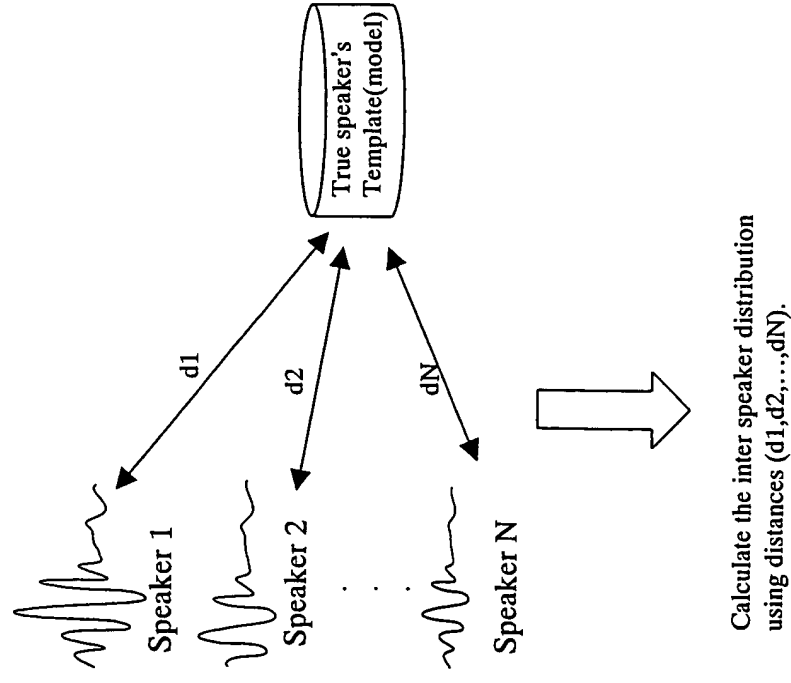 Speaker 1
d1
Speaker 2
d2
. . .
Speaker N
dN
True speaker's
Template(model)
Calculate the inter speaker distribution
using distances (d1,d2,...,dN).